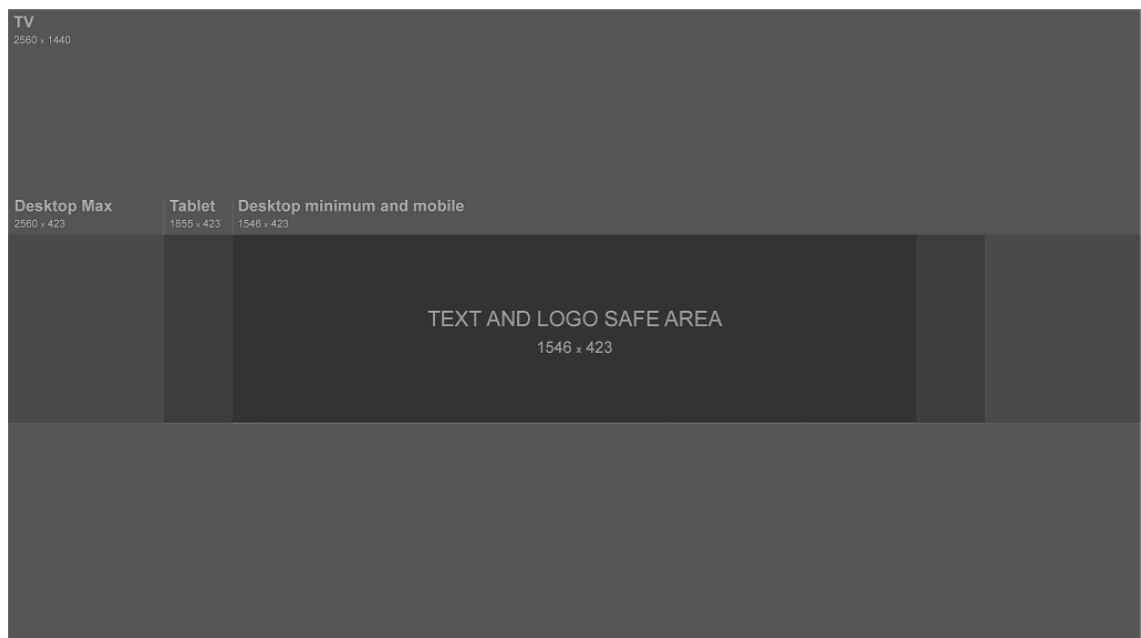 TV
2560 x 1440
Desktop Max
2560 x 423
Tablet
1855 x 423
Desktop minimum and mobile
1546 x 423
TEXT AND LOGO SAFE AREA
1546 x 423